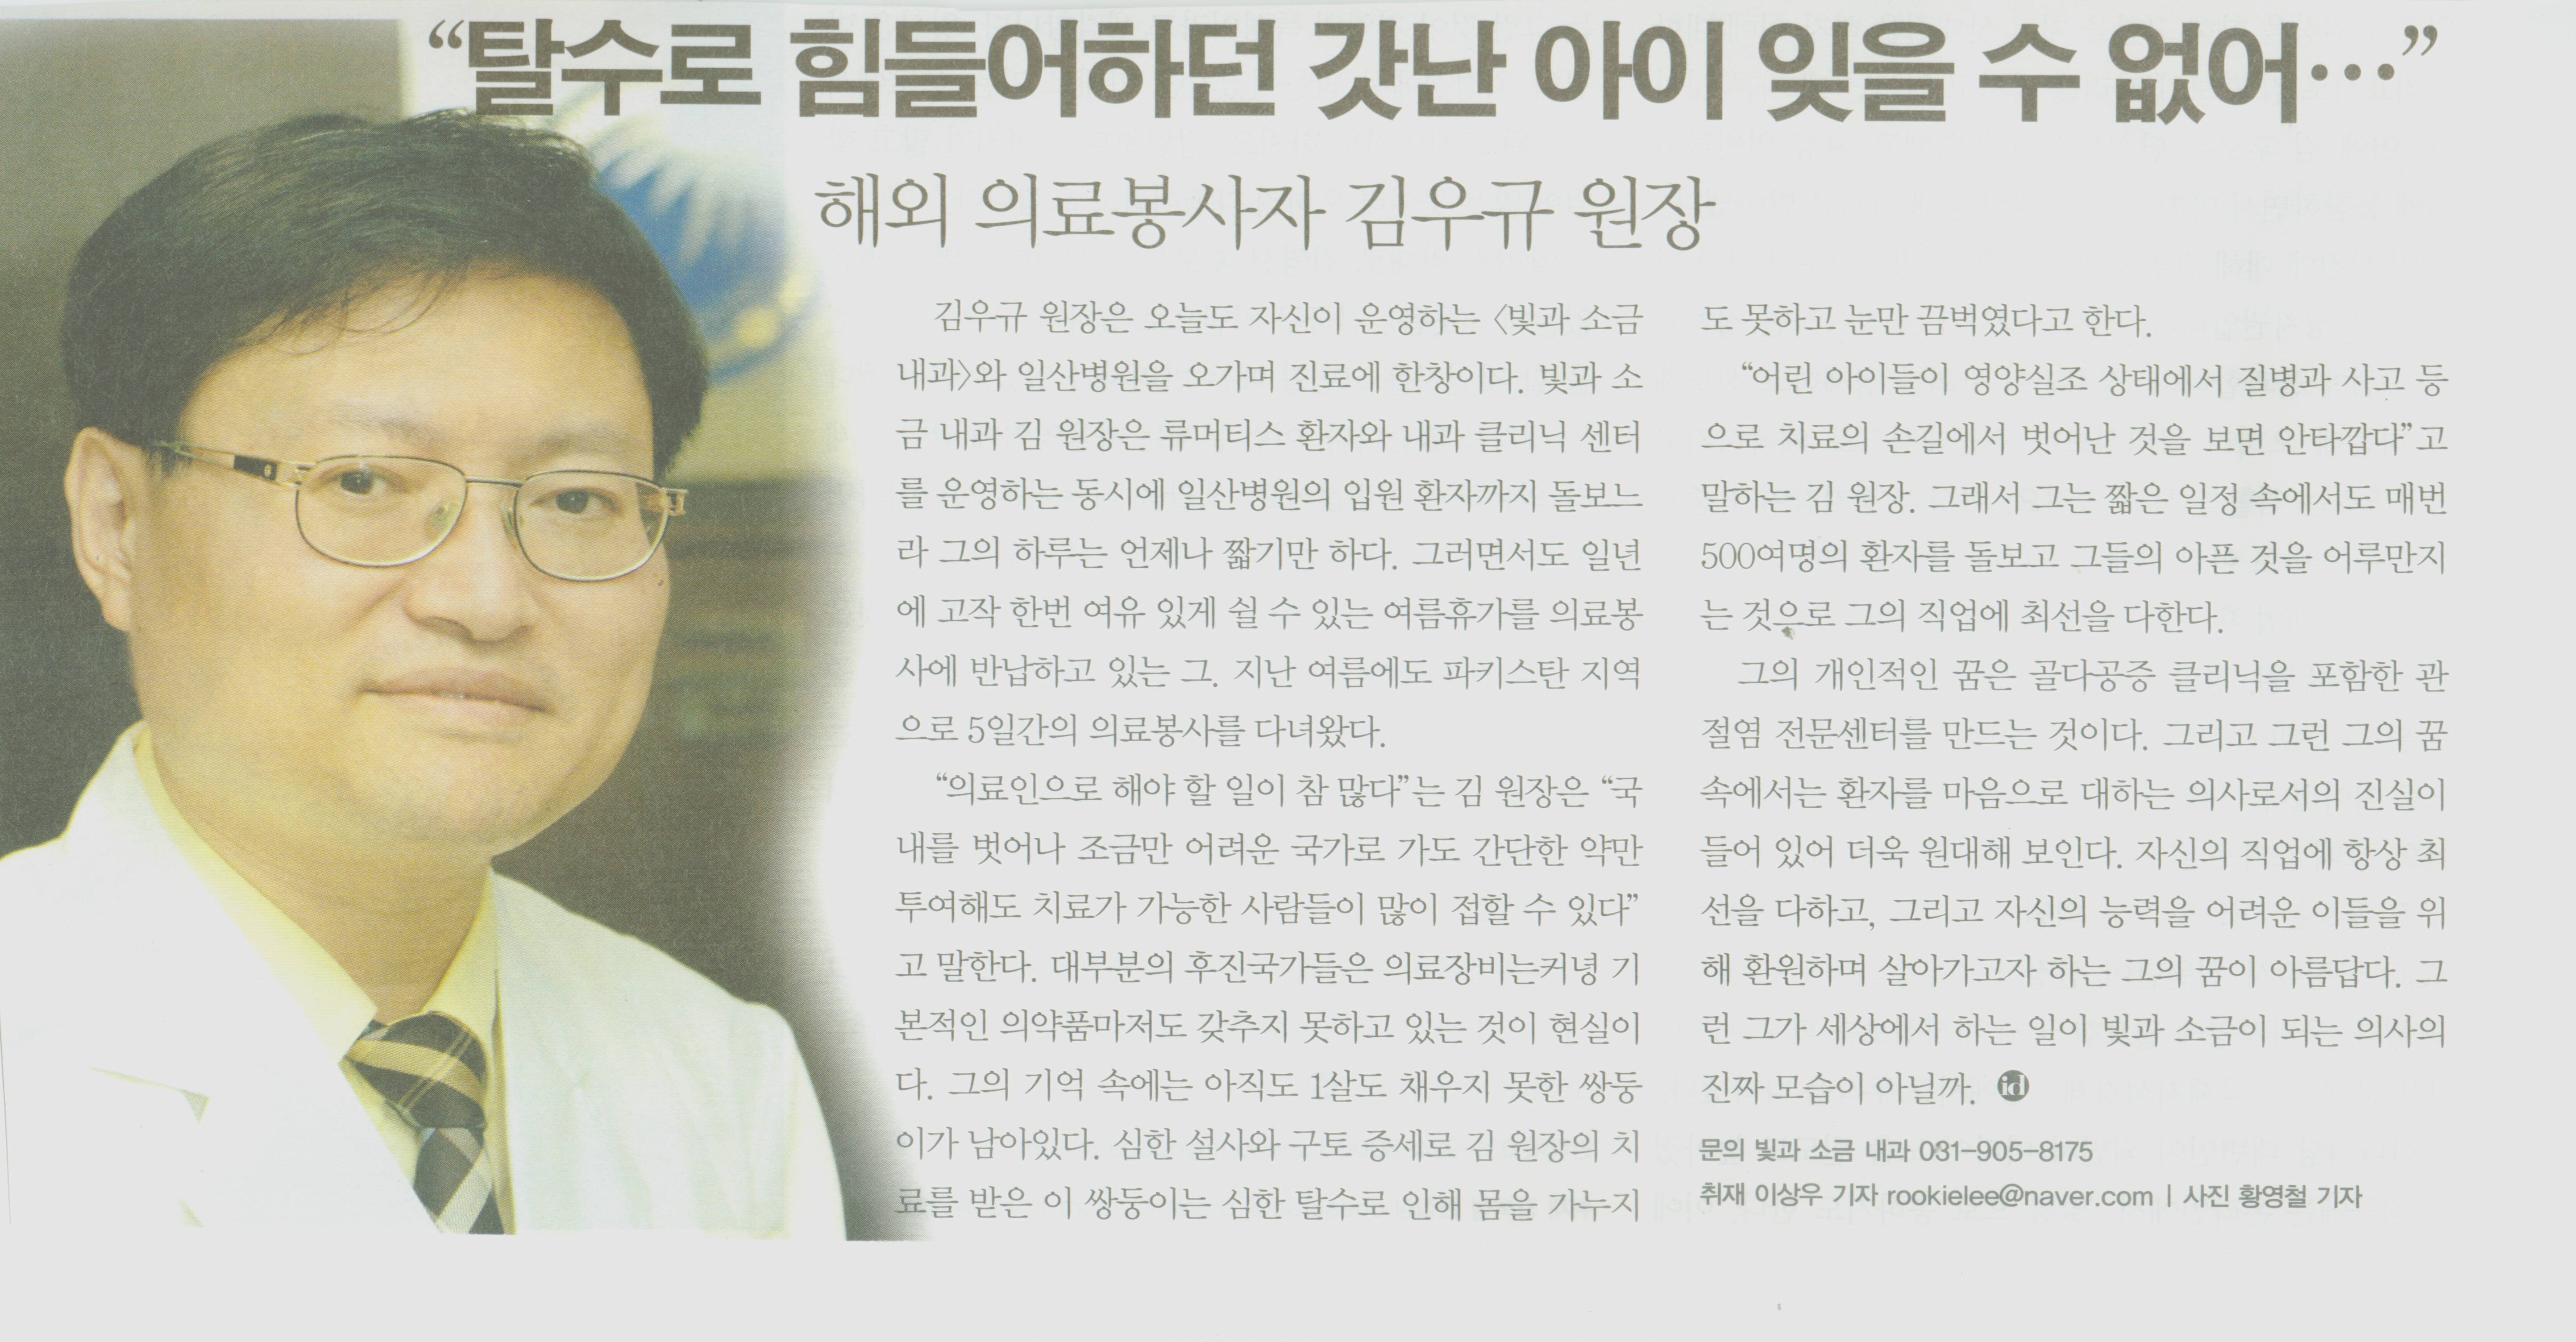 “탈수로 힘들어하던 갓난 아이 잊을 수 없어…”
해외 의료봉사자 김우규 원장
김우규 원장은 오늘도 자신이 운영하는 〈빛과 소금
내과〉와 일산병원을 오가며 진료에 한창이다. 빛과 소
금 내과 김 원장은 류머티스 환자와 내과 클리닉 센터
를 운영하는 동시에 일산병원의 입원 환자까지 돌보느
라 그의 하루는 언제나 짧기만 하다. 그러면서도 일년
에 고작 한번 여유 있게 쉴 수 있는 여름휴가를 의료봉
사에 반납하고 있는 그. 지난 여름에도 파키스탄 지역
으로 5일간의 의료봉사를 다녀왔다.
“의료인으로 해야 할 일이 참 많다”는 김 원장은 “국
내를 벗어나 조금만 어려운 국가로 가도 간단한 약만
투여해도 치료가 가능한 사람들이 많이 접할 수 있다”
고 말한다. 대부분의 후진국가들은 의료장비는커녕 기
본적인 의약품마저도 갖추지 못하고 있는 것이 현실이
다. 그의 기억 속에는 아직도 1살도 채우지 못한 쌍둥
이가 남아있다. 심한 설사와 구토 증세로 김 원장의 치
료를 받은 이 쌍둥이는 심한 탈수로 인해 몸을 가누지
도 못하고 눈만 끔벅였다고 한다.
“어린 아이들이 영양실조 상태에서 질병과 사고 등
으로 치료의 손길에서 벗어난 것을 보면 안타깝다”고
말하는 김 원장. 그래서 그는 짧은 일정 속에서도 매번
500여명의 환자를 돌보고 그들의 아픈 것을 어루만지
는 것으로 그의 직업에 최선을 다한다.
그의 개인적인 꿈은 골다공증 클리닉을 포함한 관
절염 전문센터를 만드는 것이다. 그리고 그런 그의 꿈
속에서는 환자를 마음으로 대하는 의사로서의 진실이
들어 있어 더욱 원대해 보인다. 자신의 직업에 항상 최
선을 다하고, 그리고 자신의 능력을 어려운 이들을 위
해 환원하며 살아가고자 하는 그의 꿈이 아름답다. 그
런 그가 세상에서 하는 일이 빛과 소금이 되는 의사의
진짜 모습이 아닐까. id
문의 빛과 소금 내과 031-905-8175
취재 이상우 기자 rookielee@naver.com | 사진 황영철 기자